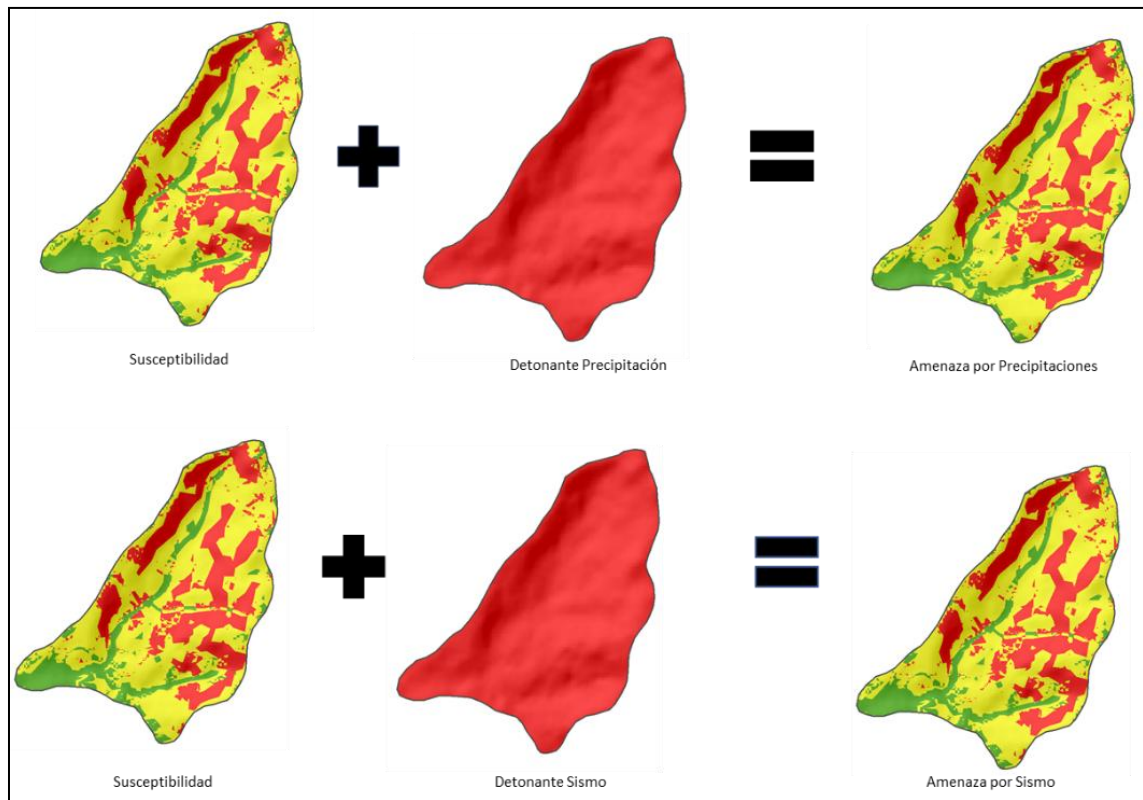 Susceptibilidad
Detonante Precipitación
Amenaza por Precipitaciones
Susceptibilidad
Detonante Sismo
Amenaza por Sismo